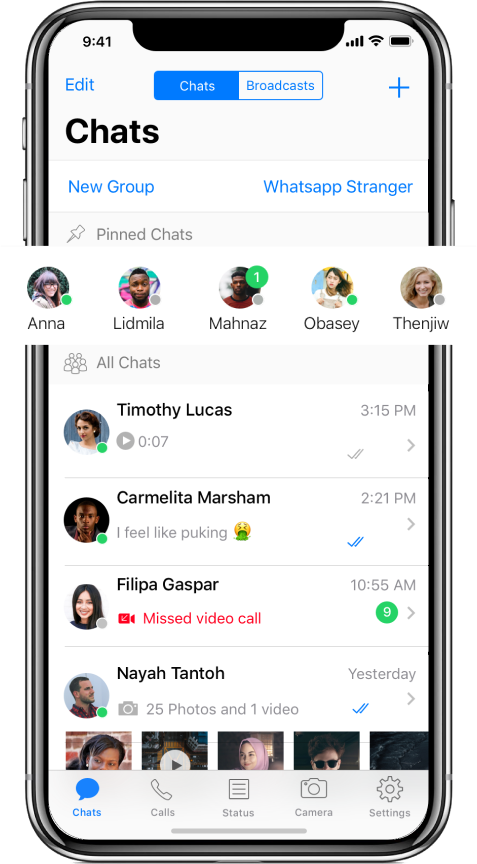 9:41
Edit Chats Broadcasts
Chats
New Group Whatsapp Stranger
Pinned Chats
1
Anna Lidmila Mahnaz Obasey Thenjiw
All Chats
Timothy Lucas 3:15 PM
0:07
Carmelita Marsham 2:21 PM
I feel like puking 🤮
Filipa Gaspar 10:55 AM
Missed video call 9
Nayah Tantoh Yesterday
25 Photos and 1 video
Chats Calls Status Camera Settings